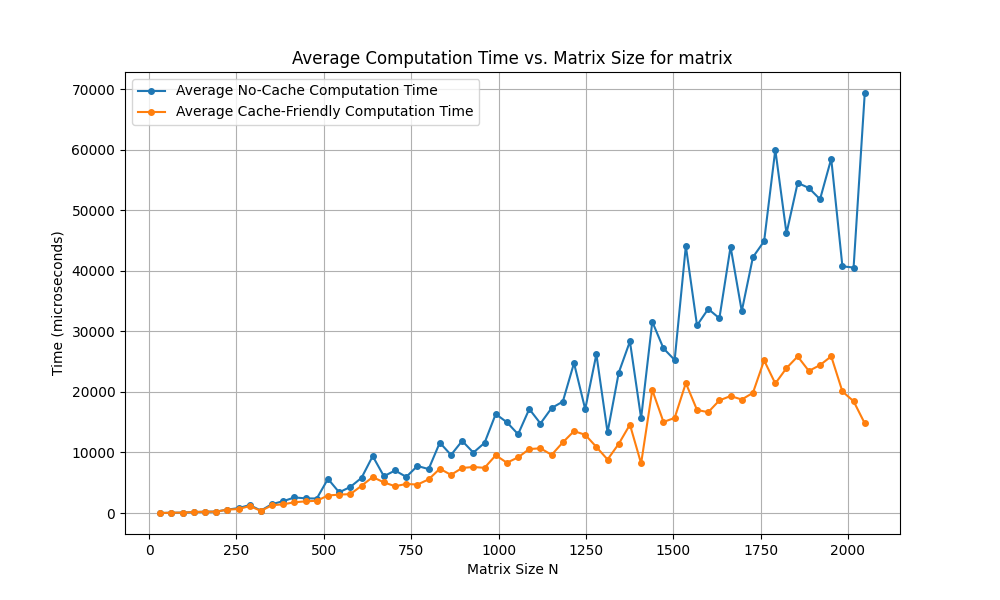 Average Computation Time vs. Matrix Size for matrix
Average No-Cache Computation Time
Average Cache-Friendly Computation Time
Time (microseconds)
70000
60000
50000
40000
30000
20000
10000
0
0 250 500 750 1000 1250 1500 1750 2000
Matrix Size N